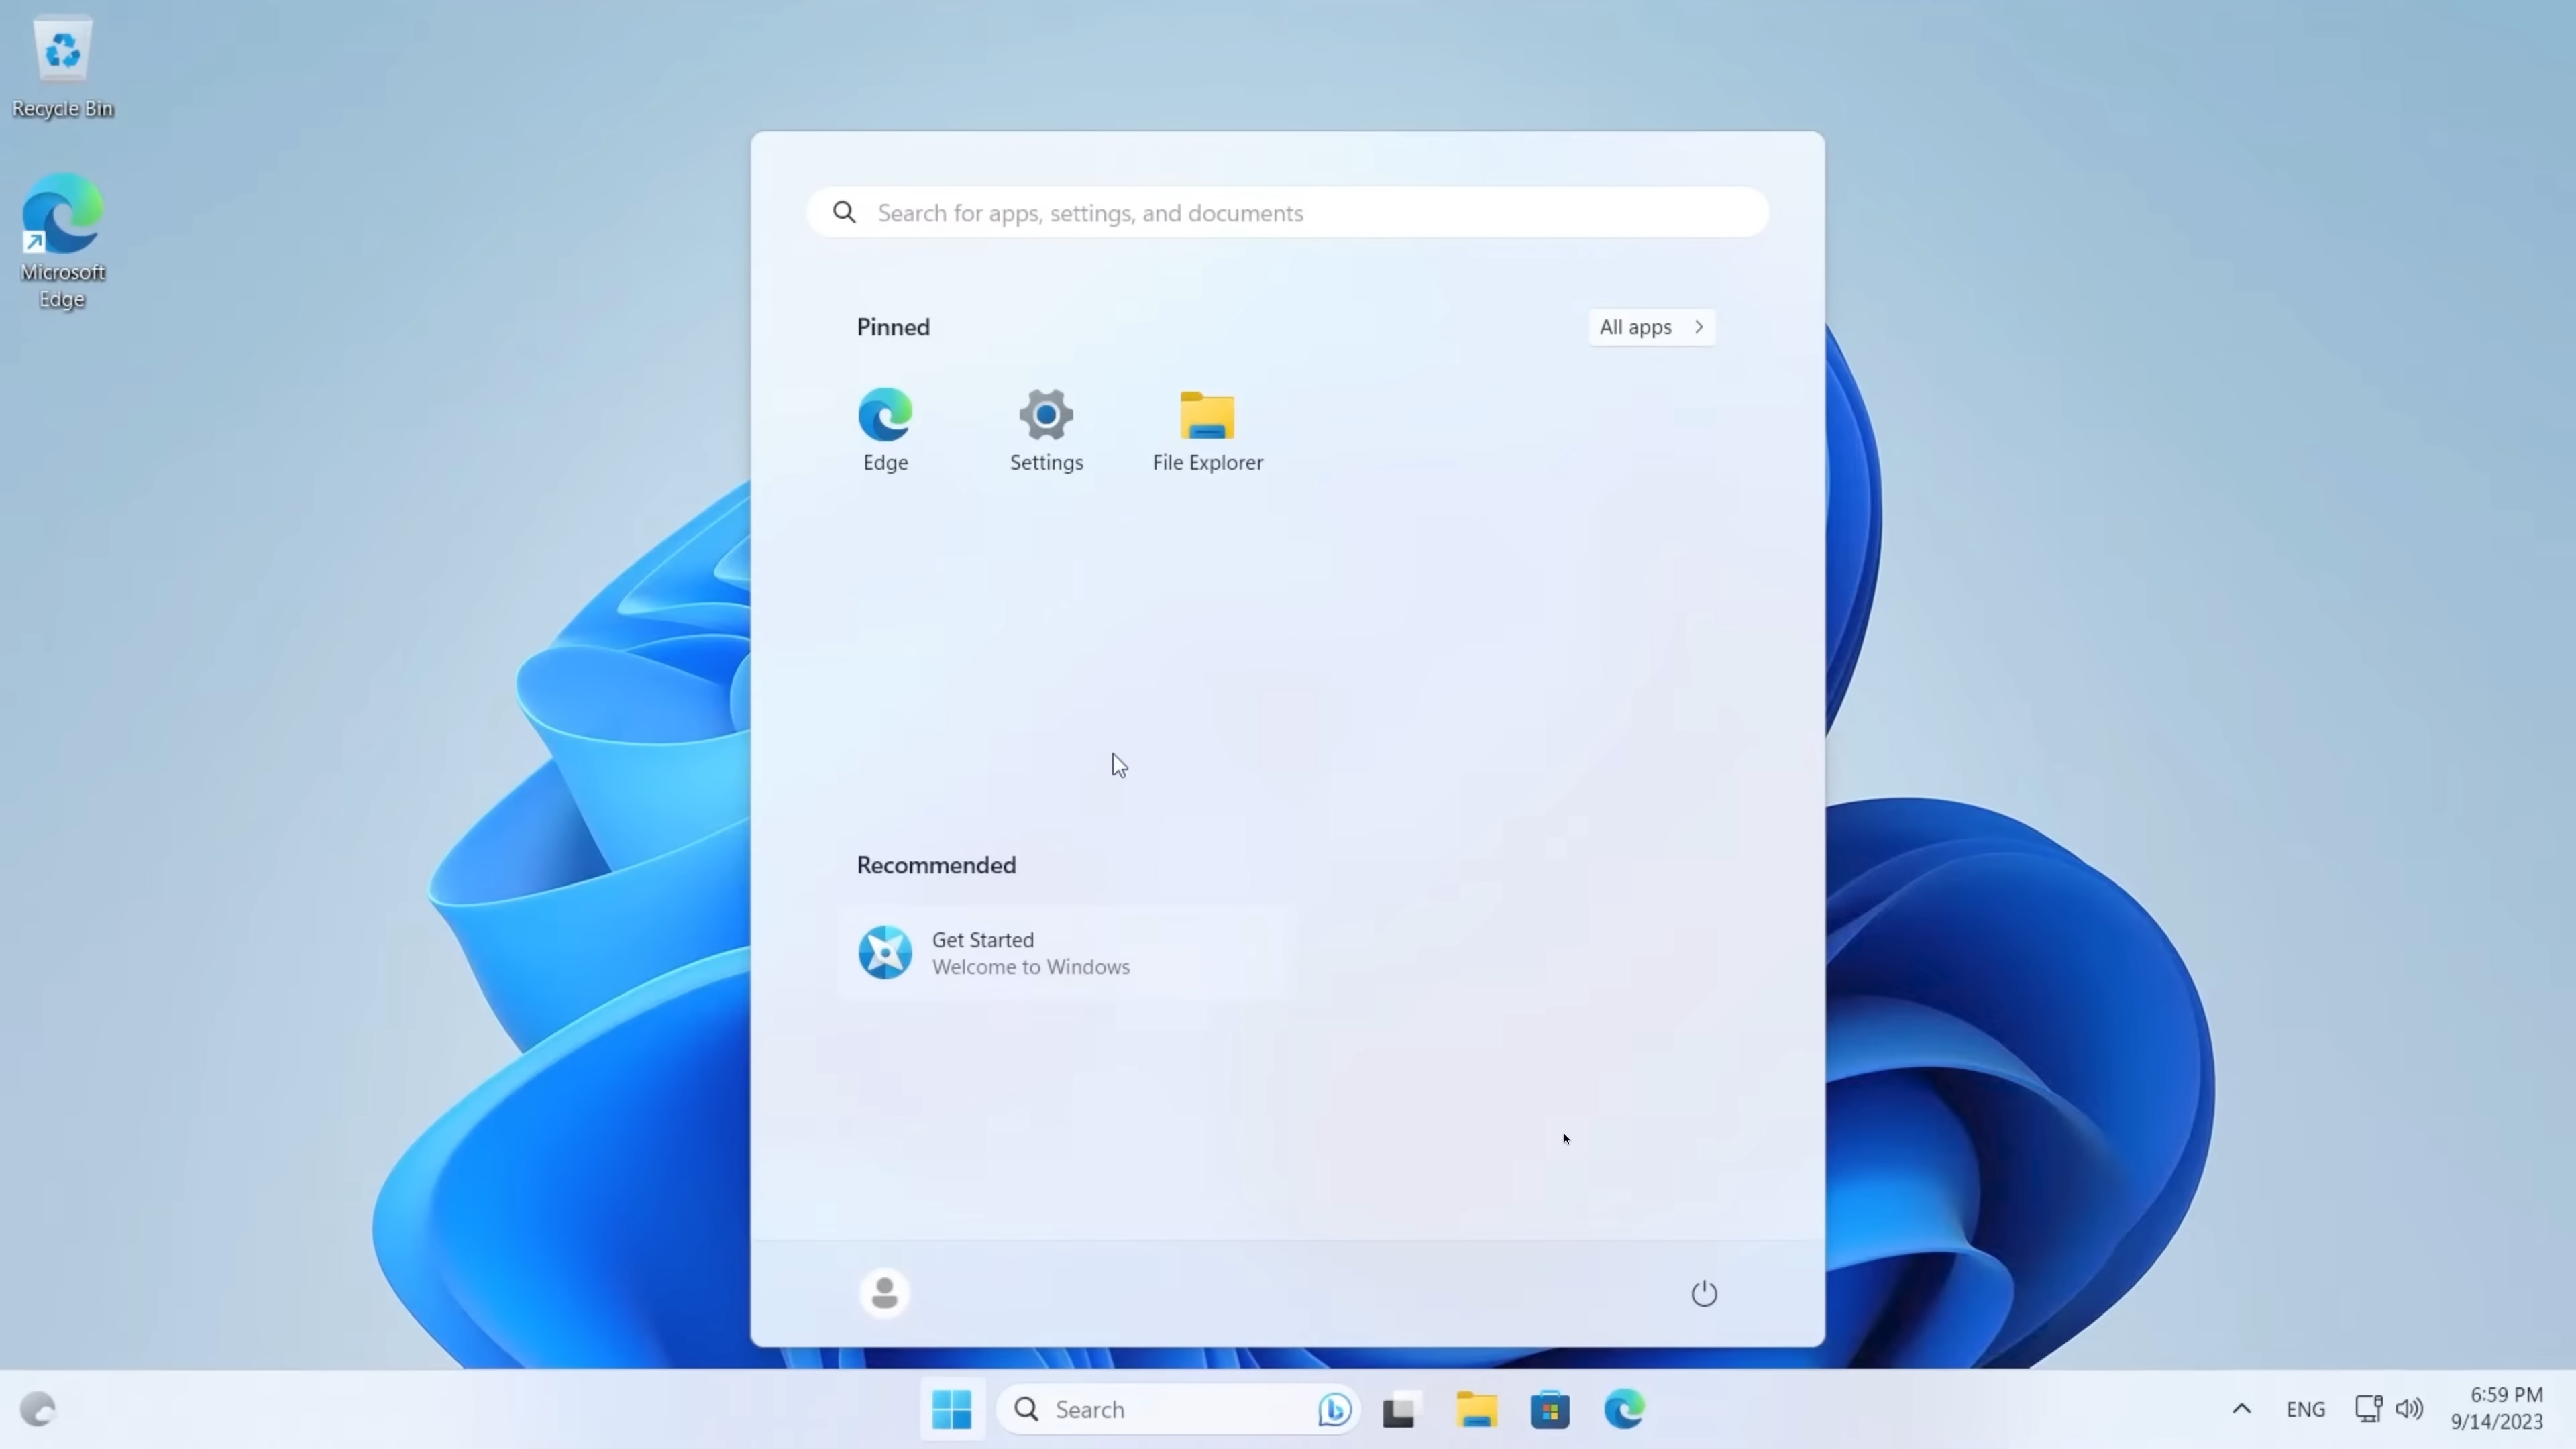 Recycle Bin
Microsoft
Edge
Search for apps, settings, and documents
Pinned
All apps
Edge
Settings
File Explorer
Recommended
Get Started
Welcome to Windows
Search
ENG
6:59 PM
9/14/2023